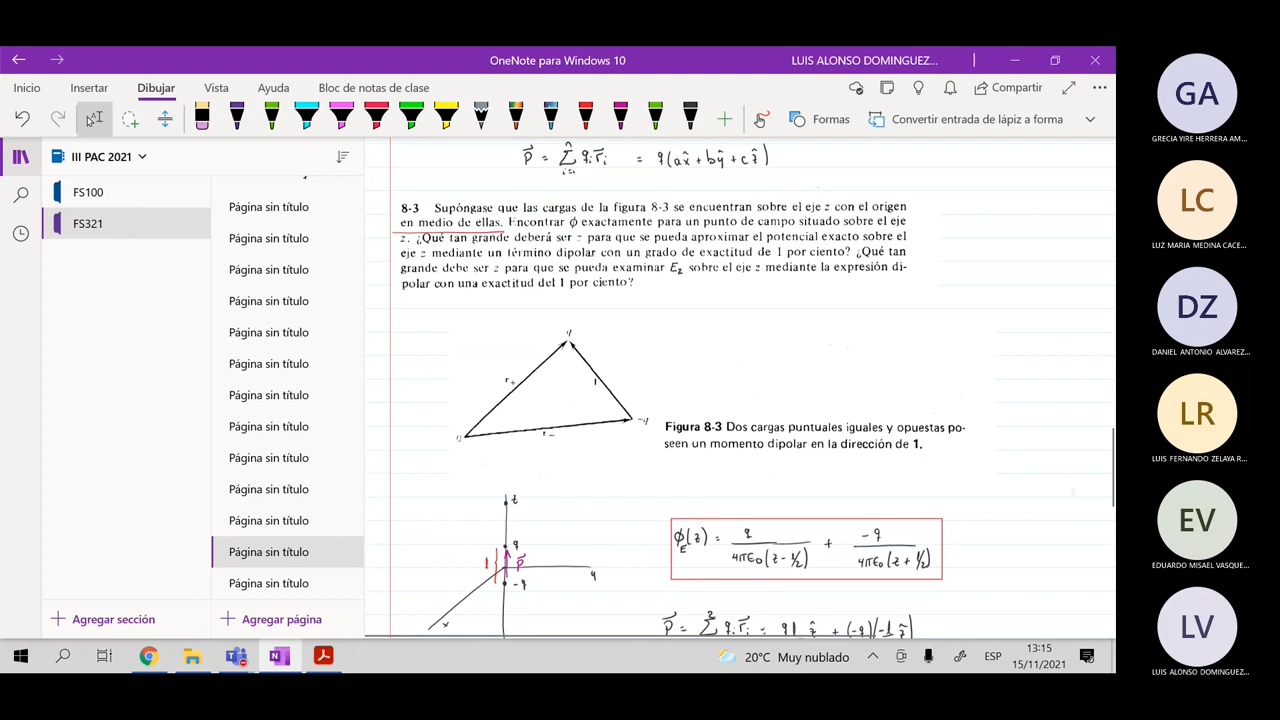 OneNote para Windows 10
LUIS ALONSO DOMINGUEZ...
Inicio
Insertar
Dibujar
Vista
Ayuda
Bloc de notas de clase
Compartir
Formas
Convertir entrada de lápiz a forma
III PAC 2021
FS100
FS321
Página sin título
Página sin título
Página sin título
Página sin título
Página sin título
Página sin título
Página sin título
Página sin título
Página sin título
Página sin título
Página sin título
Página sin título
Página sin título
Agregar sección
Agregar página
p⃗ = Σ qᵢ r⃗ᵢ = q(ax̂ + bŷ + cẑ)
8-3 Supóngase que las cargas de la figura 8-3 se encuentran sobre el eje z con el origen
en medio de ellas. Encontrar ϕ exactamente para un punto de campo situado sobre el eje
z. ¿Qué tan grande deberá ser z para que se pueda aproximar el potencial exacto sobre el
eje z mediante un término dipolar con un grado de exactitud de 1 por ciento? ¿Qué tan
grande debe ser z para que se pueda examinar E₂ sobre el eje z mediante la expresión di-
polar con una exactitud del 1 por ciento?
q
r+
l
-q
r-
Figura 8-3 Dos cargas puntuales iguales y opuestas po-
seen un momento dipolar en la dirección de l.
z
q
l
p⃗
-q
y
x
ϕ_E(z) = q / 4πε₀(z - l/2) + -q / 4πε₀(z + l/2)
p⃗ = Σ qᵢ r⃗ᵢ = q l ẑ + (-q)(-l ẑ)
20°C Muy nublado
ESP
13:15
15/11/2021
GA
GRECIA YIRE HERRERA AM...
LC
LUZ MARIA MEDINA CACE...
DZ
DANIEL ANTONIO ALVAREZ...
LR
LUIS FERNANDO ZELAYA R...
EV
EDUARDO MISAEL VASQUE...
LV
LUIS ALONSO DOMINGUEZ...